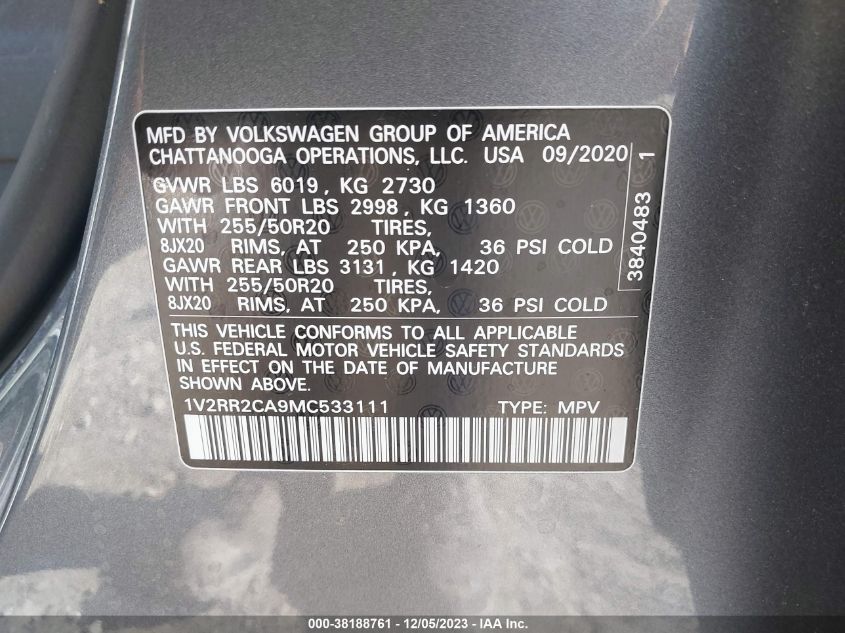 MFD BY VOLKSWAGEN GROUP OF AMERICA
CHATTANOOGA OPERATIONS, LLC. USA 09/2020
GVWR LBS 6019, KG 2730
GAWR FRONT LBS 2998, KG 1360
WITH 255/50R20 TIRES,
8JX20 RIMS, AT 250 KPA, 36 PSI COLD
GAWR REAR LBS 3131, KG 1420
WITH 255/50R20 TIRES,
8JX20 RIMS, AT 250 KPA, 36 PSI COLD
THIS VEHICLE CONFORMS TO ALL APPLICABLE
U.S. FEDERAL MOTOR VEHICLE SAFETY STANDARDS
IN EFFECT ON THE DATE OF MANUFACTURE
SHOWN ABOVE.
1V2RR2CA9MC533111 TYPE: MPV
3840483 1
000-38188761 - 12/05/2023 - IAA Inc.